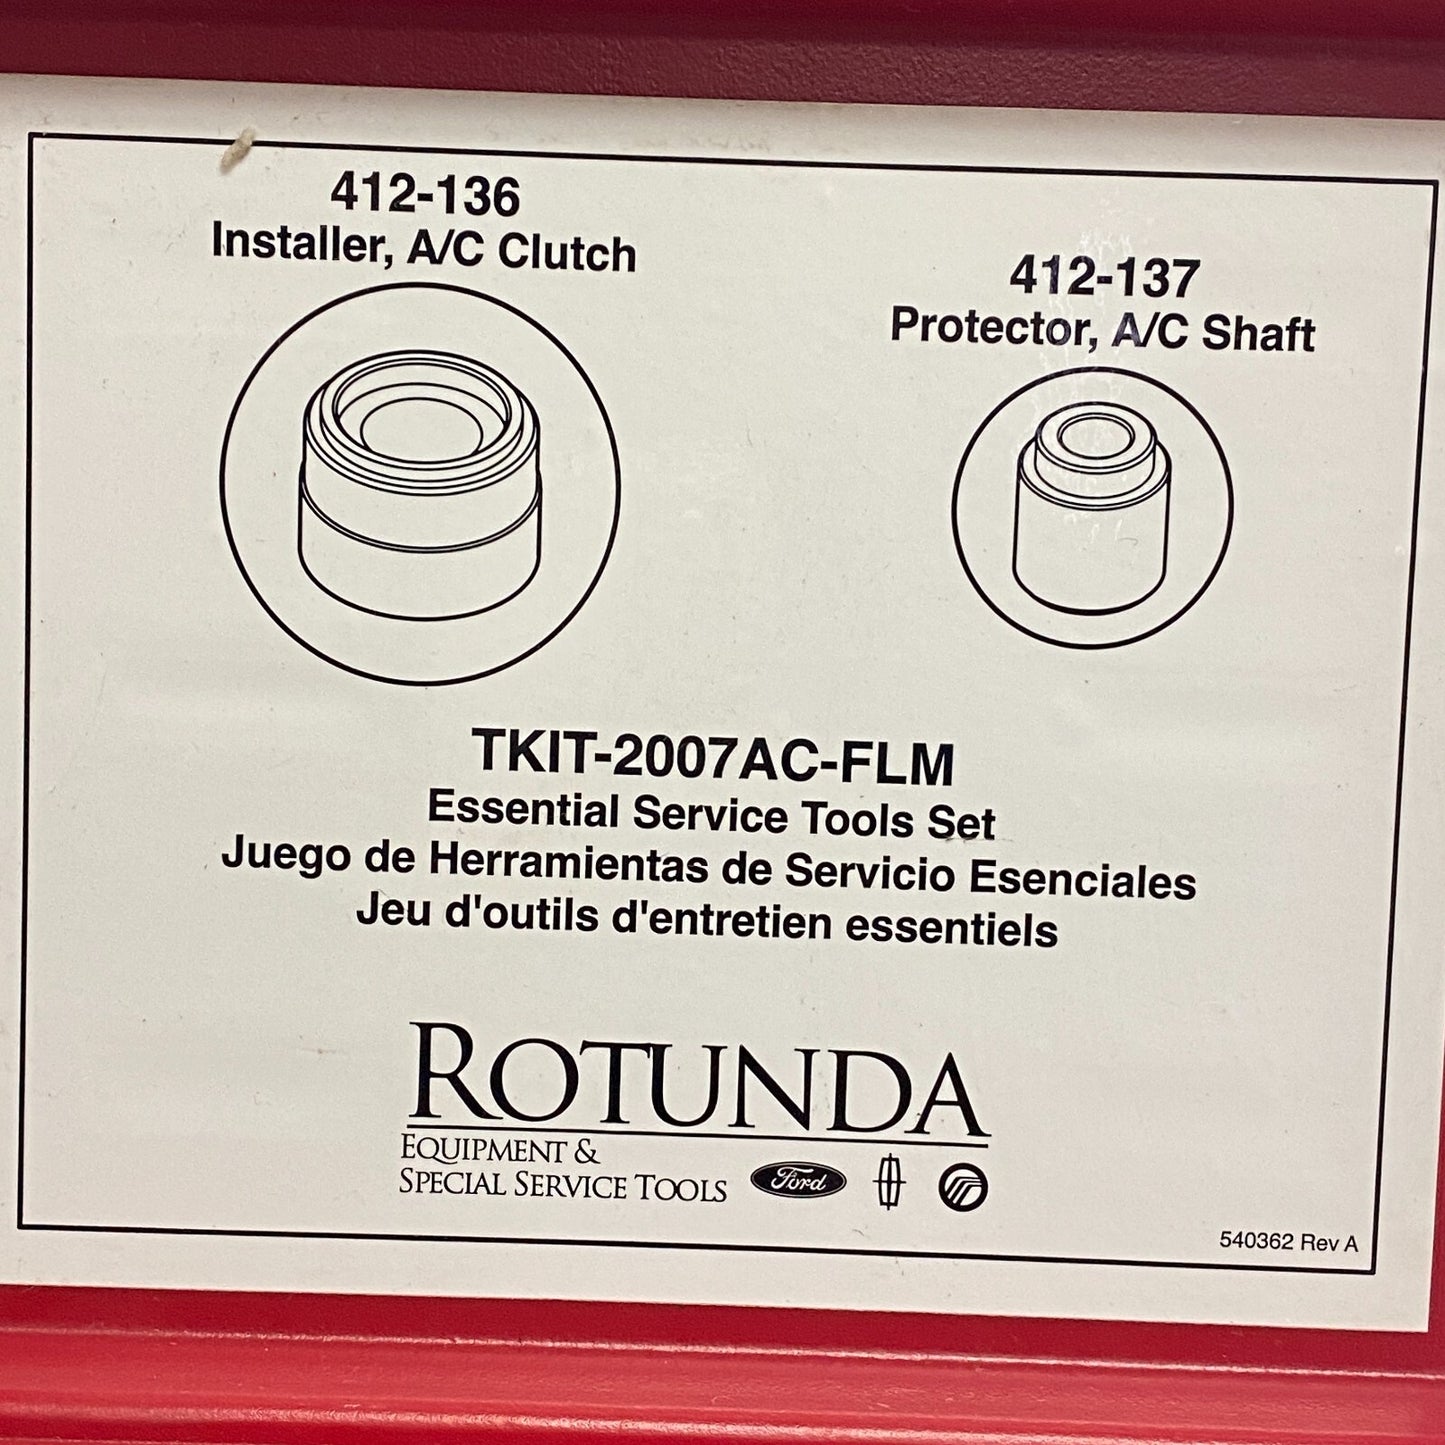 412-136
Installer, A/C Clutch
412-137
Protector, A/C Shaft
TKIT-2007AC-FLM
Essential Service Tools Set
Juego de Herramientas de Servicio Esenciales
Jeu d'outils d'entretien essentiels
ROTUNDA
EQUIPMENT &
SPECIAL SERVICE TOOLS
Ford
540362 Rev A